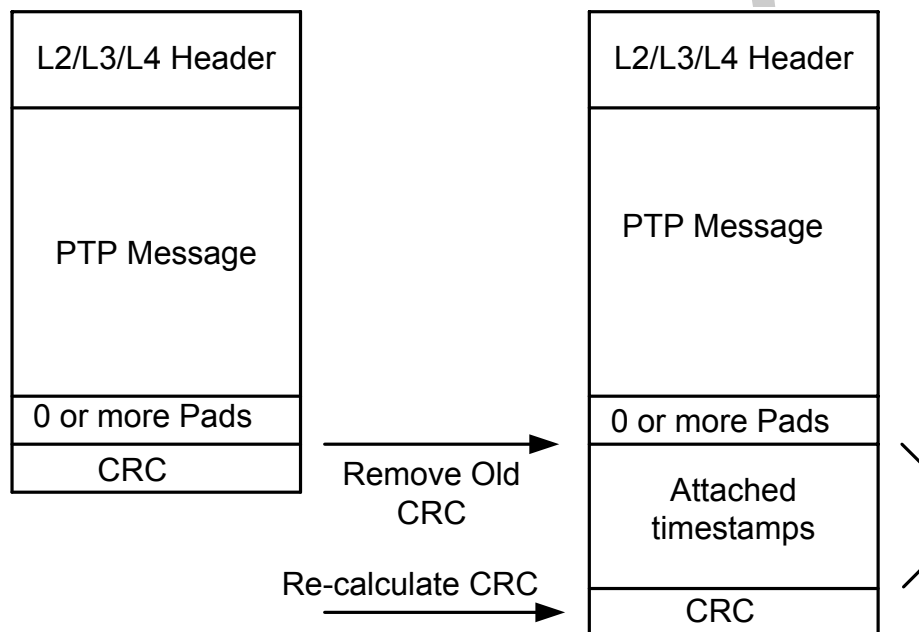 L2/L3/L4 Header
PTP Message
0 or more Pads
CRC
Remove Old
CRC
Re-calculate CRC
L2/L3/L4 Header
PTP Message
0 or more Pads
Attached
timestamps
CRC